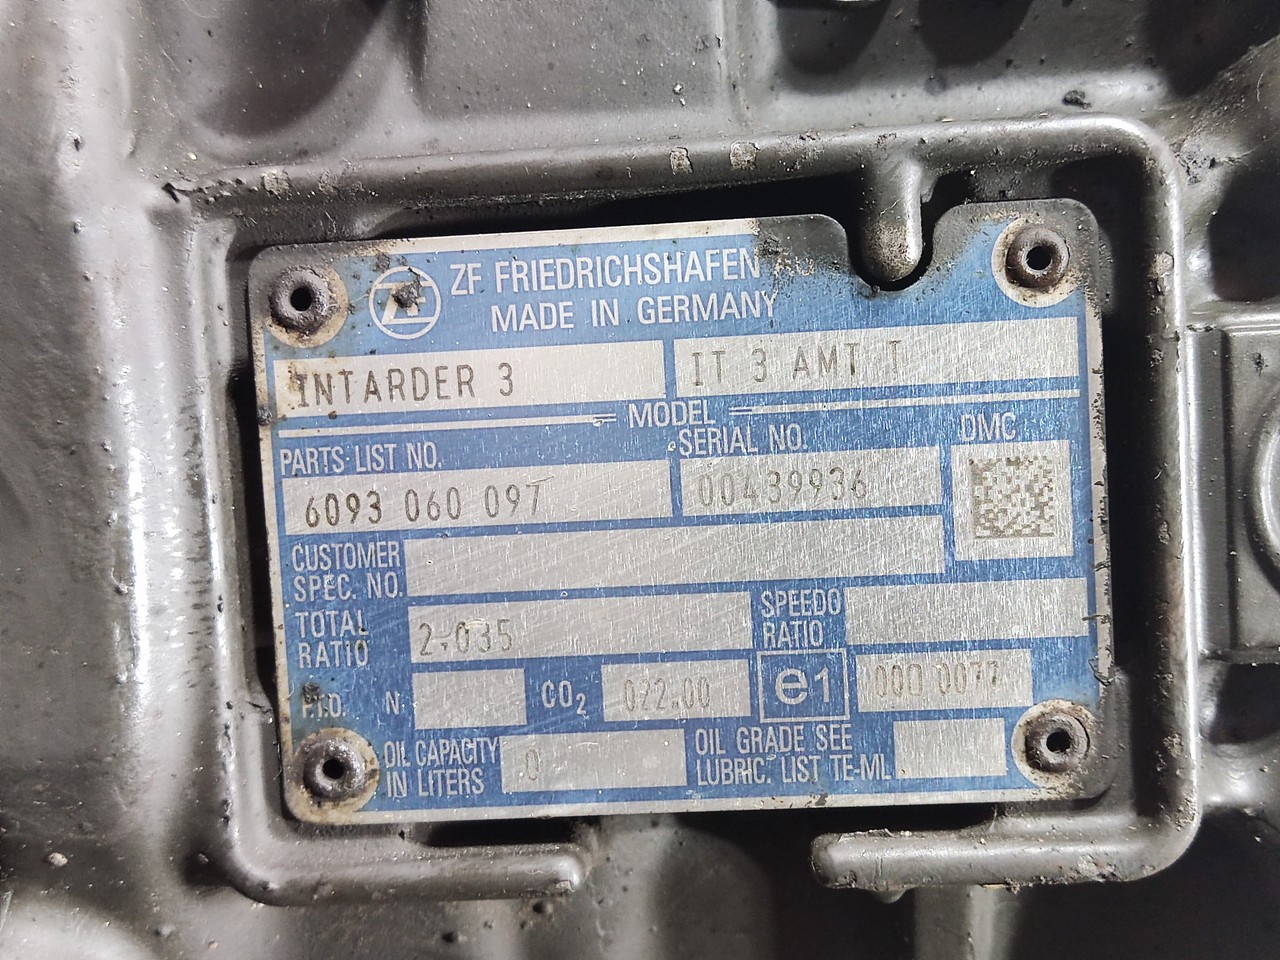 ZF
ZF FRIEDRICHSHAFEN AG
MADE IN GERMANY
INTARDER 3
IT 3 AMT T
MODEL
PARTS LIST NO.
SERIAL NO.
DMC
6093 060 097
00439936
CUSTOMER
SPEC. NO.
TOTAL
RATIO
2.035
SPEEDO
RATIO
P.T.O.
N
CO2
022.00
e1
000 0077
OIL CAPACITY
IN LITERS
0
OIL GRADE SEE
LUBRIC. LIST TE-ML